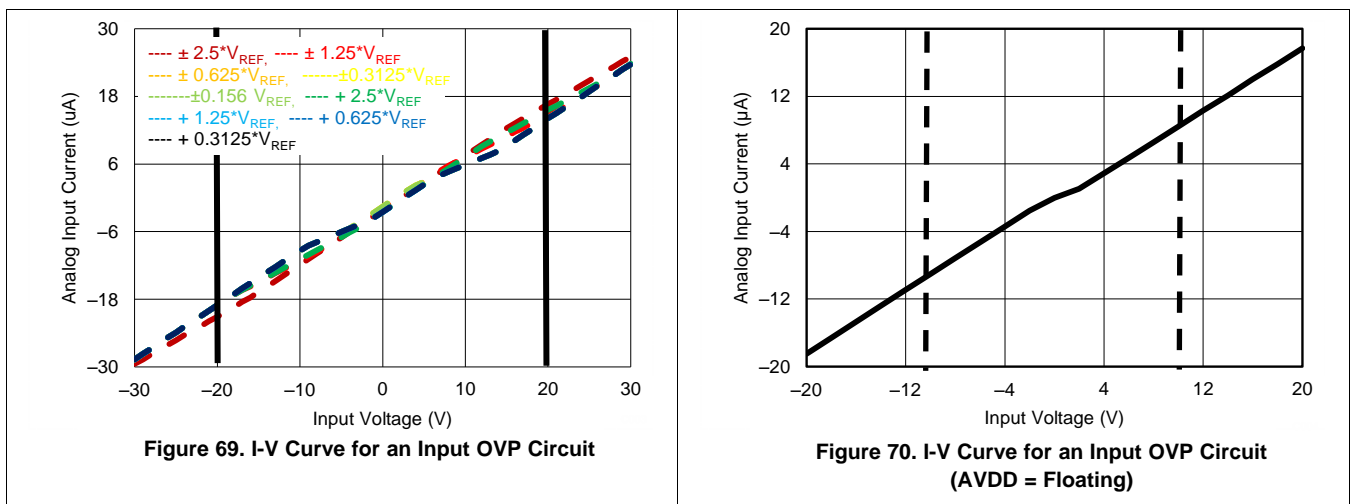 30
18
6
–6
–18
–30
Analog Input Current (uA)
---- ± 2.5*VREF, ---- ± 1.25*VREF
---- ± 0.625*VREF, ------±0.3125*VREF
-------±0.156 VREF, ---- + 2.5*VREF
---- + 1.25*VREF, ---- + 0.625*VREF
---- + 0.3125*VREF
–30 –20 –10 0 10 20 30
Input Voltage (V)
Figure 69. I-V Curve for an Input OVP Circuit
20
12
4
–4
–12
–20
Analog Input Current (µA)
–20 –12 –4 4 12 20
Input Voltage (V)
Figure 70. I-V Curve for an Input OVP Circuit
(AVDD = Floating)